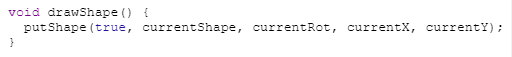 void drawShape() {
  putShape(true, currentShape, currentRot, currentX, currentY);
}